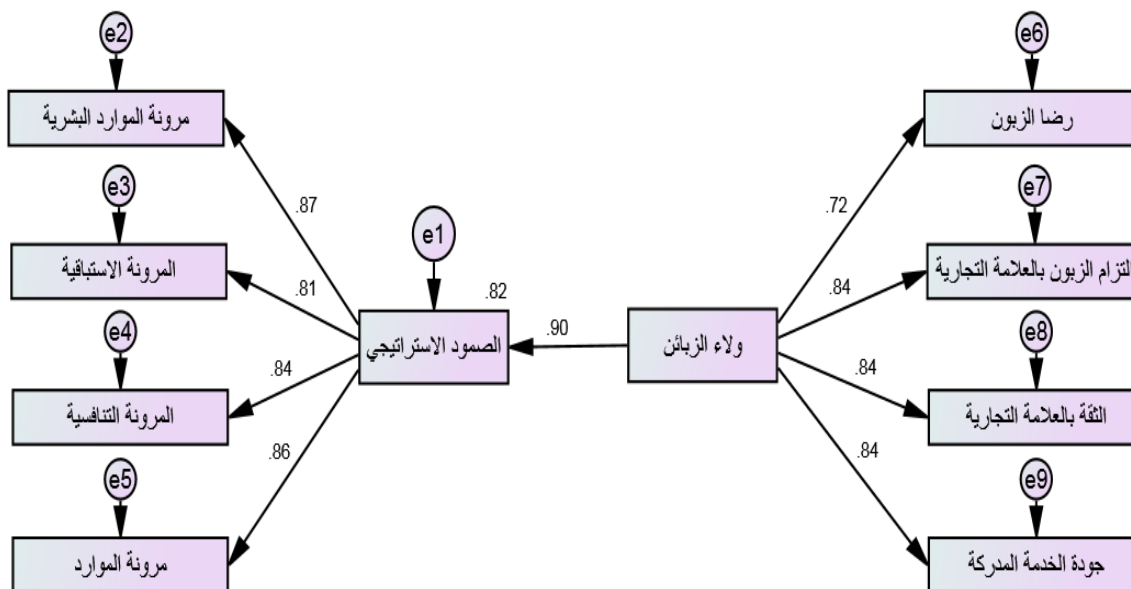 e2
مرونة الموارد البشرية
e3
المرونة الاستباقية
e4
المرونة التنافسية
e5
مرونة الموارد
.87
.81
.84
.86
e1
.82
الصمود الاستراتيجي
.90
ولاء الزبائن
.72
.84
.84
.84
e6
رضا الزبون
e7
التزام الزبون بالعلامة التجارية
e8
الثقة بالعلامة التجارية
e9
جودة الخدمة المدركة